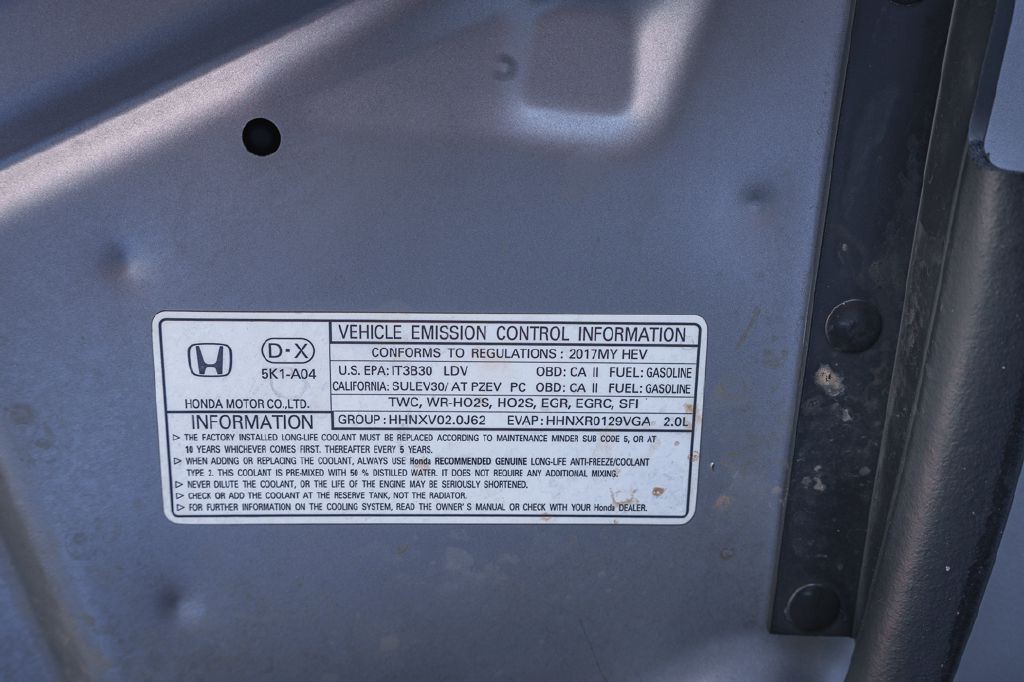 VEHICLE EMISSION CONTROL INFORMATION
D-X
5K1-A04
HONDA MOTOR CO.,LTD.
CONFORMS TO REGULATIONS : 2017MY HEV
U.S. EPA: IT3B30 LDV OBD: CA II FUEL: GASOLINE
CALIFORNIA: SULEV30/ AT PZEV PC OBD: CA II FUEL: GASOLINE
TWC, WR-HO2S, HO2S, EGR, EGRC, SFI
INFORMATION
GROUP : HHNXV02.0J62 EVAP: HHNXR0129VGA 2.0L
▷ THE FACTORY INSTALLED LONG-LIFE COOLANT MUST BE REPLACED ACCORDING TO MAINTENANCE MINDER SUB CODE 5, OR AT
10 YEARS WHICHEVER COMES FIRST. THEREAFTER EVERY 5 YEARS.
▷ WHEN ADDING OR REPLACING THE COOLANT, ALWAYS USE Honda RECOMMENDED GENUINE LONG-LIFE ANTI-FREEZE/COOLANT
TYPE 2. THIS COOLANT IS PRE-MIXED WITH 50 % DISTILLED WATER. IT DOES NOT REQUIRE ANY ADDITIONAL MIXING.
▷ NEVER DILUTE THE COOLANT, OR THE LIFE OF THE ENGINE MAY BE SERIOUSLY SHORTENED.
▷ CHECK OR ADD THE COOLANT AT THE RESERVE TANK, NOT THE RADIATOR.
▷ FOR FURTHER INFORMATION ON THE COOLING SYSTEM, READ THE OWNER'S MANUAL OR CHECK WITH YOUR Honda DEALER.